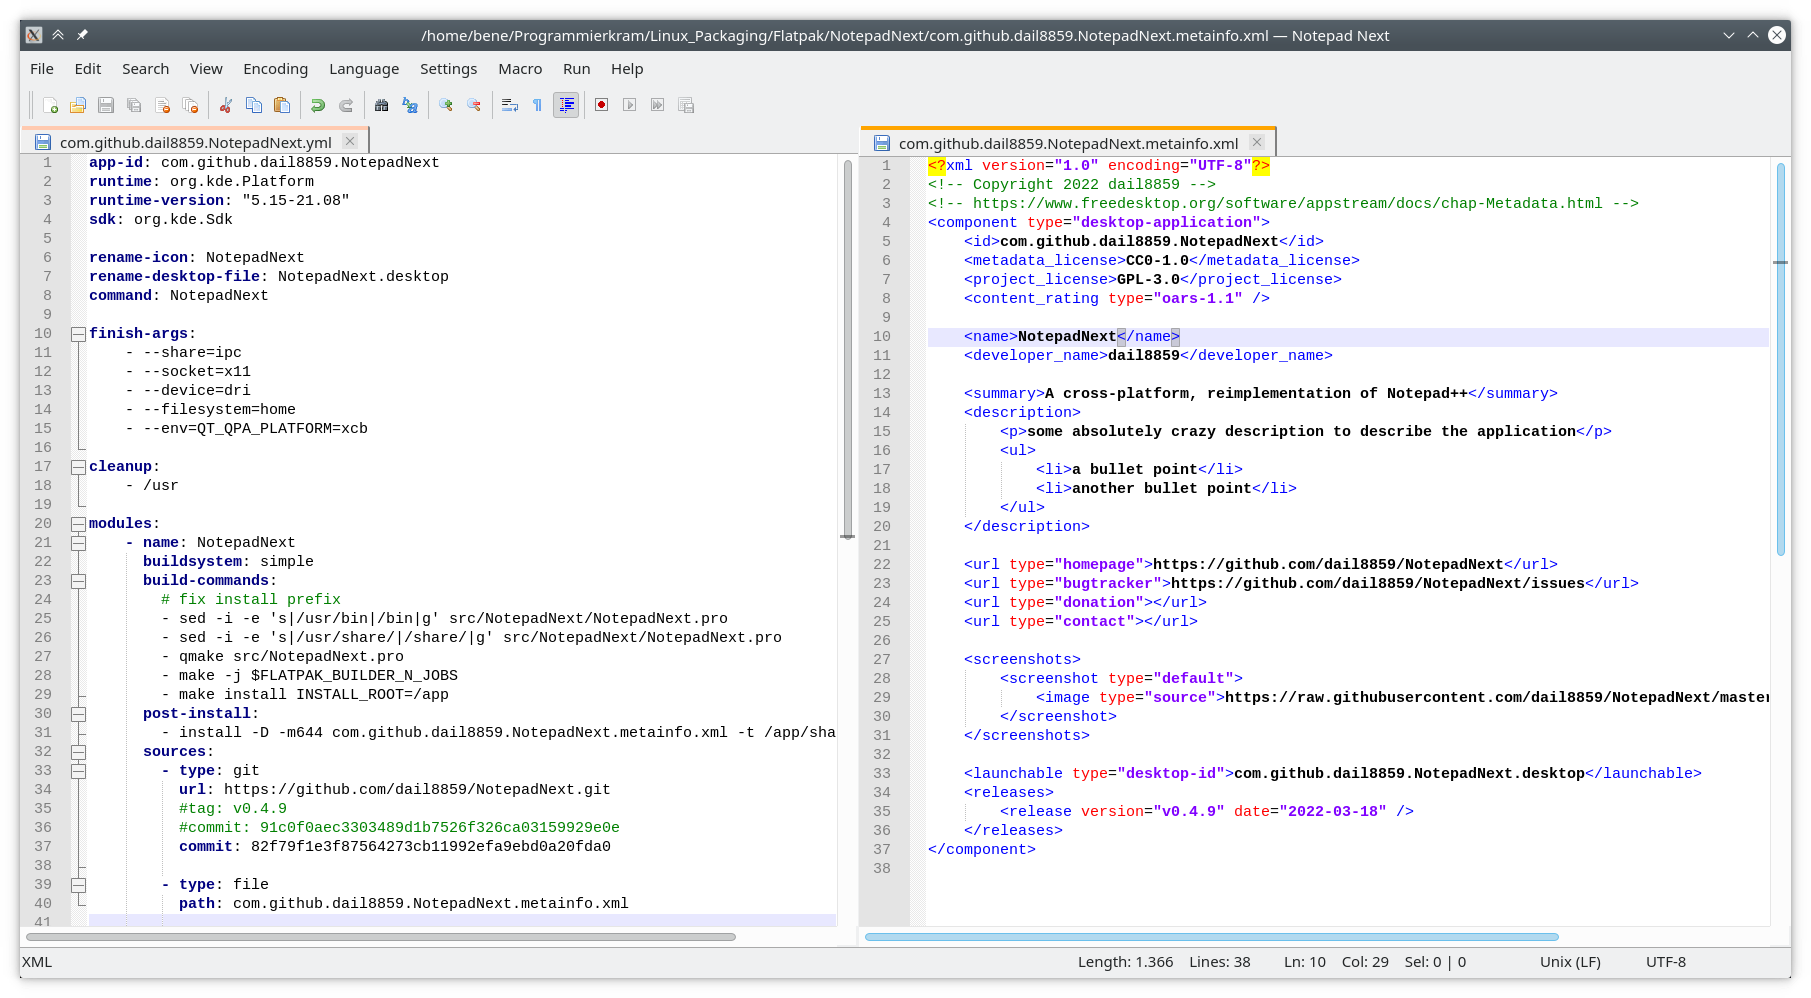 /home/bene/Programmierkram/Linux_Packaging/Flatpak/NotepadNext/com.github.dail8859.NotepadNext.metainfo.xml — Notepad Next
File Edit Search View Encoding Language Settings Macro Run Help
com.github.dail8859.NotepadNext.yml
1 app-id: com.github.dail8859.NotepadNext
2 runtime: org.kde.Platform
3 runtime-version: "5.15-21.08"
4 sdk: org.kde.Sdk
5
6 rename-icon: NotepadNext
7 rename-desktop-file: NotepadNext.desktop
8 command: NotepadNext
9
10 finish-args:
11     - --share=ipc
12     - --socket=x11
13     - --device=dri
14     - --filesystem=home
15     - --env=QT_QPA_PLATFORM=xcb
16
17 cleanup:
18     - /usr
19
20 modules:
21     - name: NotepadNext
22       buildsystem: simple
23       build-commands:
24         # fix install prefix
25         - sed -i -e 's|/usr/bin|/bin|g' src/NotepadNext/NotepadNext.pro
26         - sed -i -e 's|/usr/share/|/share/|g' src/NotepadNext/NotepadNext.pro
27         - qmake src/NotepadNext.pro
28         - make -j $FLATPAK_BUILDER_N_JOBS
29         - make install INSTALL_ROOT=/app
30       post-install:
31         - install -D -m644 com.github.dail8859.NotepadNext.metainfo.xml -t /app/sha
32       sources:
33         - type: git
34           url: https://github.com/dail8859/NotepadNext.git
35           #tag: v0.4.9
36           #commit: 91c0f0aec3303489d1b7526f326ca03159929e0e
37           commit: 82f79f1e3f87564273cb11992efa9ebd0a20fda0
38
39         - type: file
40           path: com.github.dail8859.NotepadNext.metainfo.xml
41
com.github.dail8859.NotepadNext.metainfo.xml
1 <?xml version="1.0" encoding="UTF-8"?>
2 <!-- Copyright 2022 dail8859 -->
3 <!-- https://www.freedesktop.org/software/appstream/docs/chap-Metadata.html -->
4 <component type="desktop-application">
5     <id>com.github.dail8859.NotepadNext</id>
6     <metadata_license>CC0-1.0</metadata_license>
7     <project_license>GPL-3.0</project_license>
8     <content_rating type="oars-1.1" />
9
10     <name>NotepadNext</name>
11     <developer_name>dail8859</developer_name>
12
13     <summary>A cross-platform, reimplementation of Notepad++</summary>
14     <description>
15         <p>some absolutely crazy description to describe the application</p>
16         <ul>
17             <li>a bullet point</li>
18             <li>another bullet point</li>
19         </ul>
20     </description>
21
22     <url type="homepage">https://github.com/dail8859/NotepadNext</url>
23     <url type="bugtracker">https://github.com/dail8859/NotepadNext/issues</url>
24     <url type="donation"></url>
25     <url type="contact"></url>
26
27     <screenshots>
28         <screenshot type="default">
29             <image type="source">https://raw.githubusercontent.com/dail8859/NotepadNext/master
30         </screenshot>
31     </screenshots>
32
33     <launchable type="desktop-id">com.github.dail8859.NotepadNext.desktop</launchable>
34     <releases>
35         <release version="v0.4.9" date="2022-03-18" />
36     </releases>
37 </component>
38
XML Length: 1.366 Lines: 38 Ln: 10 Col: 29 Sel: 0 | 0 Unix (LF) UTF-8